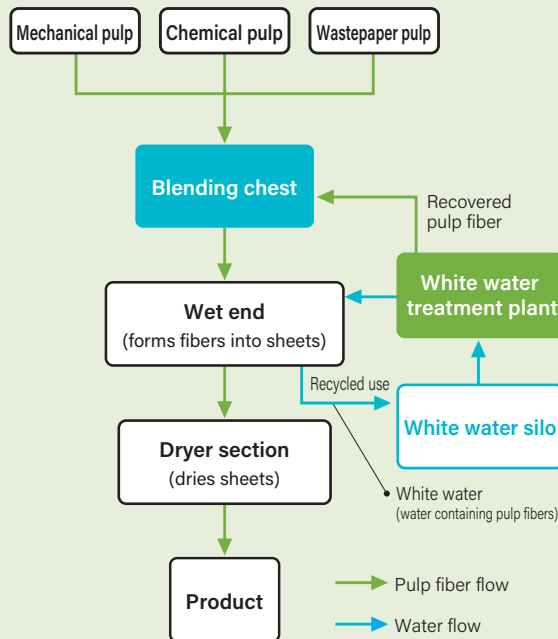 Mechanical pulp
Chemical pulp
Wastepaper pulp
Blending chest
Recovered
pulp fiber
White water
treatment plant
Wet end
(forms fibers into sheets)
Recycled use
White water silo
Dryer section
(dries sheets)
White water
(water containing pulp fibers)
Product
Pulp fiber flow
Water flow